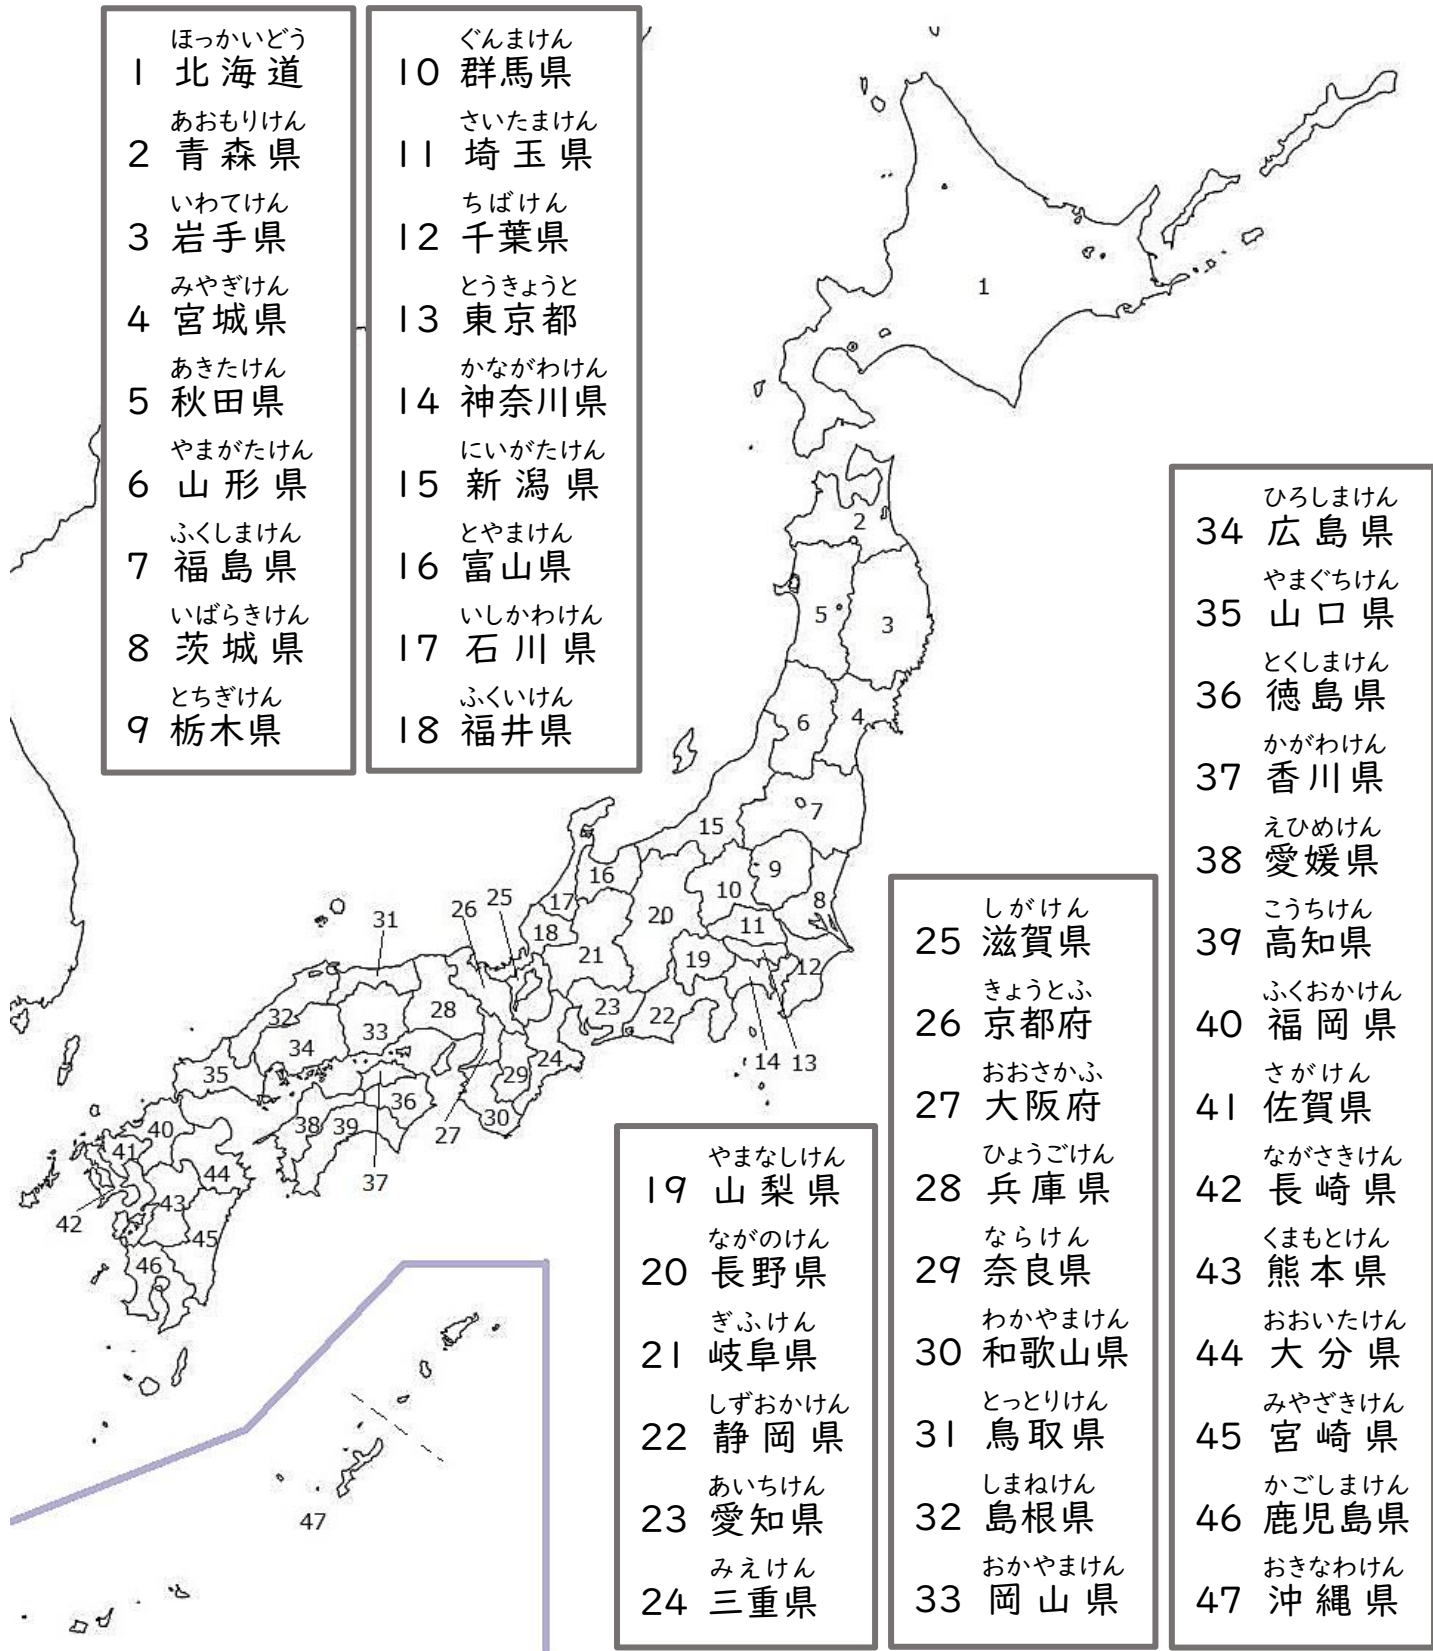 ほっかいどう
1 北海道
あおもりけん
2 青森県
いわてけん
3 岩手県
みやぎけん
4 宮城県
あきたけん
5 秋田県
やまがたけん
6 山形県
ふくしまけん
7 福島県
いばらきけん
8 茨城県
とちぎけん
9 栃木県
ぐんまけん
10 群馬県
さいたまけん
11 埼玉県
ちばけん
12 千葉県
とうきょうと
13 東京都
かながわけん
14 神奈川県
にいがたけん
15 新潟県
とやまけん
16 富山県
いしかわけん
17 石川県
ふくいけん
18 福井県
やまなしけん
19 山梨県
ながのけん
20 長野県
ぎふけん
21 岐阜県
しずおかけん
22 静岡県
あいちけん
23 愛知県
みえけん
24 三重県
しがけん
25 滋賀県
きょうとふ
26 京都府
おおさかふ
27 大阪府
ひょうごけん
28 兵庫県
ならけん
29 奈良県
わかやまけん
30 和歌山県
とっとりけん
31 鳥取県
しまねけん
32 島根県
おかやまけん
33 岡山県
ひろしまけん
34 広島県
やまぐちけん
35 山口県
とくしまけん
36 徳島県
かがわけん
37 香川県
えひめけん
38 愛媛県
こうちけん
39 高知県
ふくおかけん
40 福岡県
さがけん
41 佐賀県
ながさきけん
42 長崎県
くまもとけん
43 熊本県
おおいたけん
44 大分県
みやざきけん
45 宮崎県
かごしまけん
46 鹿児島県
おきなわけん
47 沖縄県
1
2
5
3
6
4
7
15
9
16
10
8
17
20
11
18
21
19
12
25
26
31
28
23
22
32
33
34
24
14
13
35
29
36
30
38
39
27
40
41
44
37
43
42
45
46
47